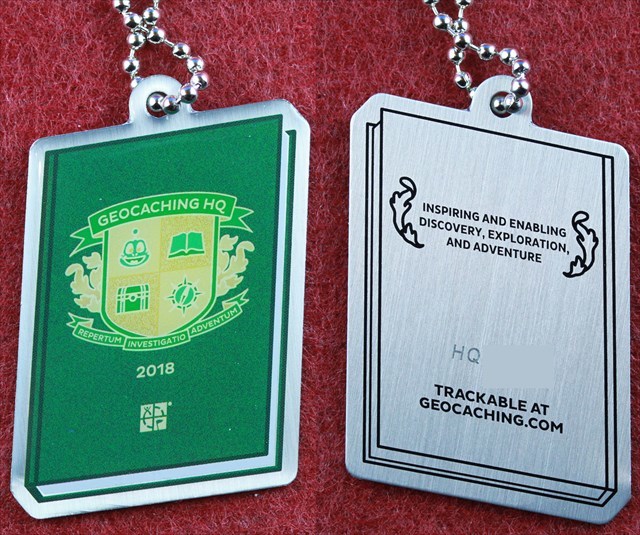 GEOCACHING HQ
REPERTUM INVESTIGATIO ADVENTUM
2018
INSPIRING AND ENABLING
DISCOVERY, EXPLORATION,
AND ADVENTURE
HQ
TRACKABLE AT
GEOCACHING.COM